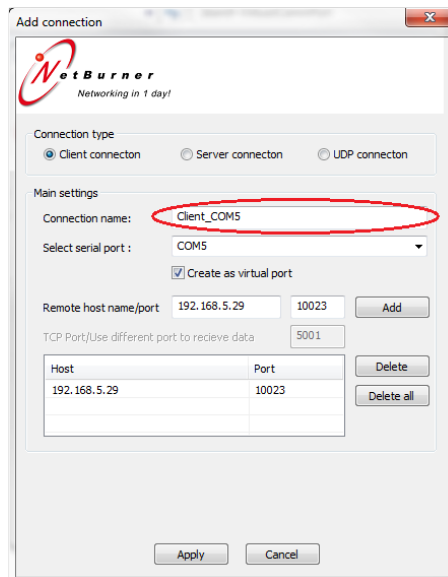 Add connection
NetBurner
Networking in 1 day!
Connection type
Client connecton
Server connecton
UDP connecton
Main settings
Connection name: Client_COM5
Select serial port : COM5
Create as virtual port
Remote host name/port 192.168.5.29 10023 Add
TCP Port/Use different port to recieve data 5001
Host Port Delete
192.168.5.29 10023 Delete all
Apply Cancel